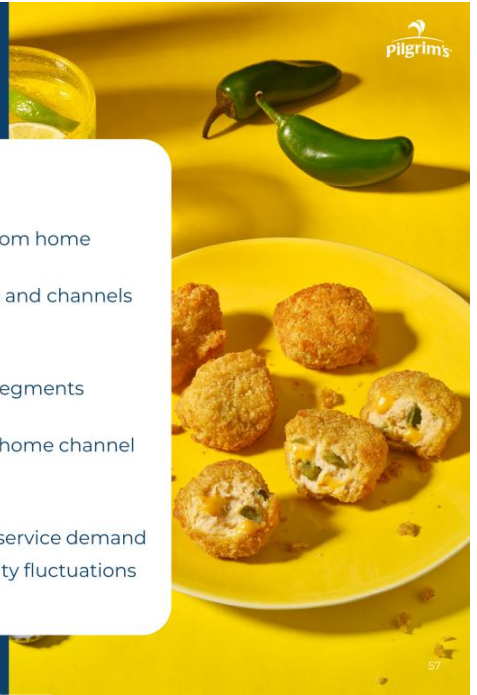 Pilgrim's
om home
and channels
egments
home channel
service demand
ty fluctuations
57